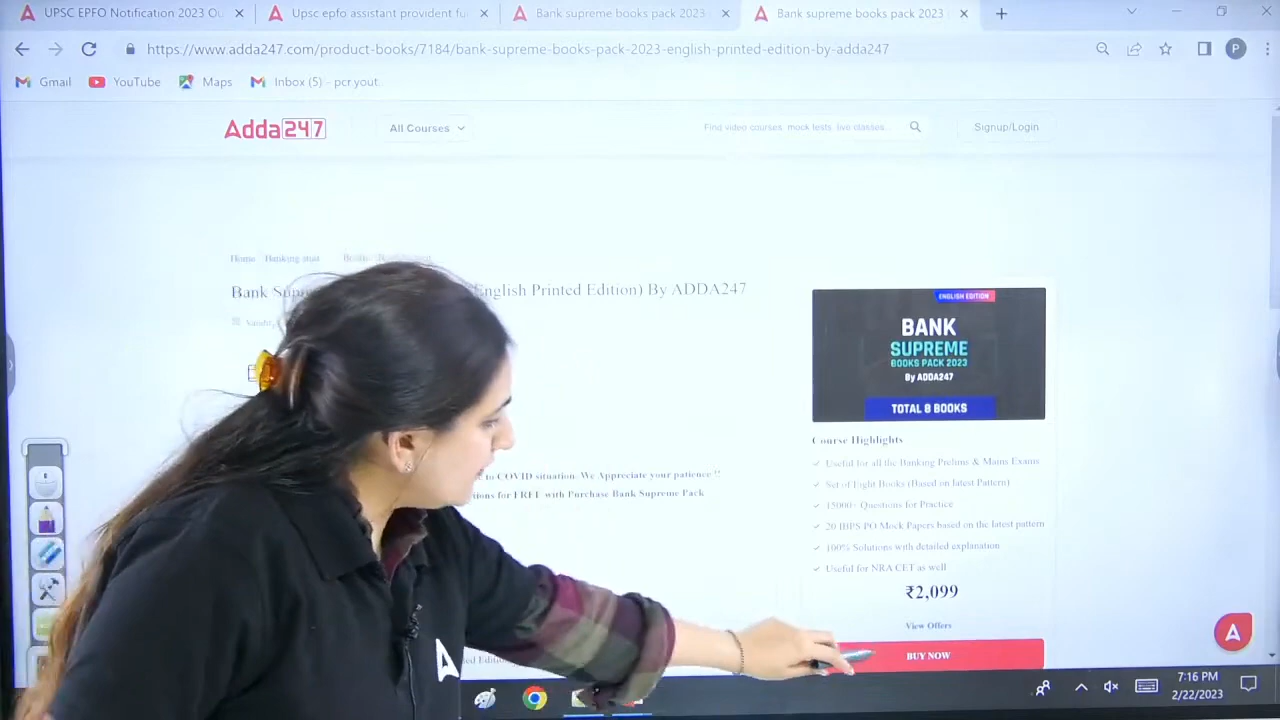 UPSC EPFO Notification 2023 Ou
Upsc epfo assistant provident fu
Bank supreme books pack 2023
Bank supreme books pack 2023
https://www.adda247.com/product-books/7184/bank-supreme-books-pack-2023-english-printed-edition-by-adda247
P
Gmail
YouTube
Maps
Inbox (5) - pcr.yout...
Adda247
All Courses
Find video courses, mock tests, live classes...
Signup/Login
Home
Bank Sup
English Printed Edition) By ADDA247
ENGLISH EDITION
BANK
SUPREME
BOOKS PACK 2023
By ADDA247
TOTAL 8 BOOKS
Course Highlights
Useful for all the Banking Prelims & Mains Exams
Set of Eight Books (Based on latest Pattern)
15000+ Questions for Practice
20 IBPS PO Mock Papers based on the latest pattern
100% Solutions with detailed explanation
Useful for NRA CET as well
₹2,099
View Offers
BUY NOW
to COVID situation. We Appreciate your patience !!
tions for FREE with Purchase Bank Supreme Pack
7:16 PM
2/22/2023